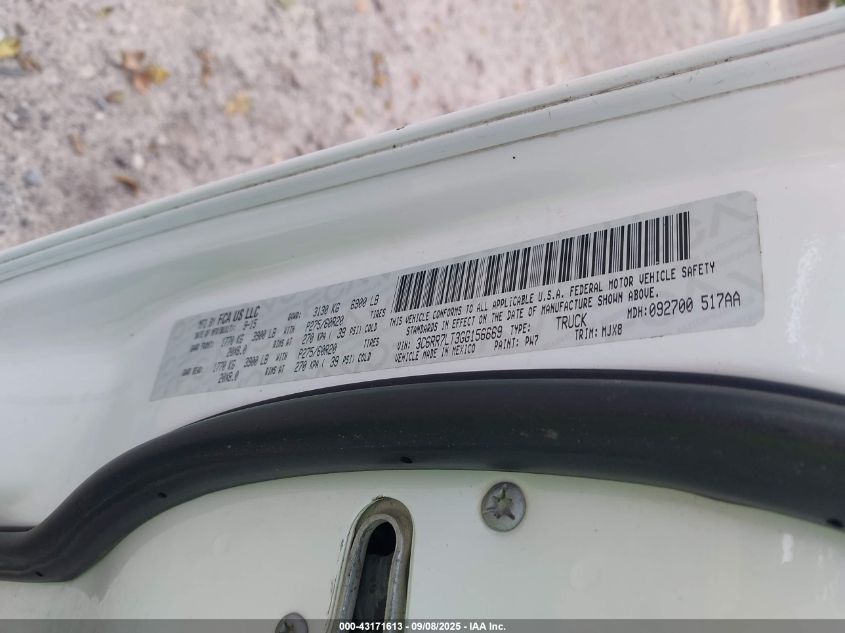 MFD BY FCA US LLC
DATE OF MFR: 9-15 GVWR: 3130 KG 6900 LB
GAWR FRONT: 1770 KG 3900 LB WITH P275/60R20 TIRES
20X8.0 RIMS AT 270 KPA ( 39 PSI) COLD
GAWR REAR: 1770 KG 3900 LB WITH P275/60R20 TIRES
20X8.0 RIMS AT 270 KPA ( 39 PSI) COLD
THIS VEHICLE CONFORMS TO ALL APPLICABLE U.S.A. FEDERAL MOTOR VEHICLE SAFETY
STANDARDS IN EFFECT ON THE DATE OF MANUFACTURE SHOWN ABOVE.
VIN: 3C6RR7LT3GG156669 TYPE: TRUCK MDH: 092700 517AA
MADE IN MEXICO PAINT: PW7 TRIM: MJX8
© 43171613 - 09/08/2025 - IAA Inc.